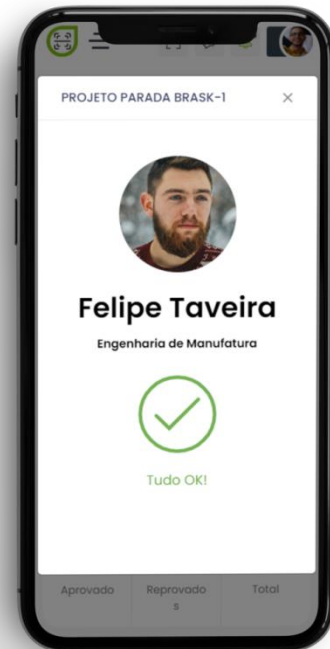 PROJETO PARADA BRASK-1
Felipe Taveira
Engenharia de Manufatura
Tudo OK!
Aprovado
Reprovado
s
Total